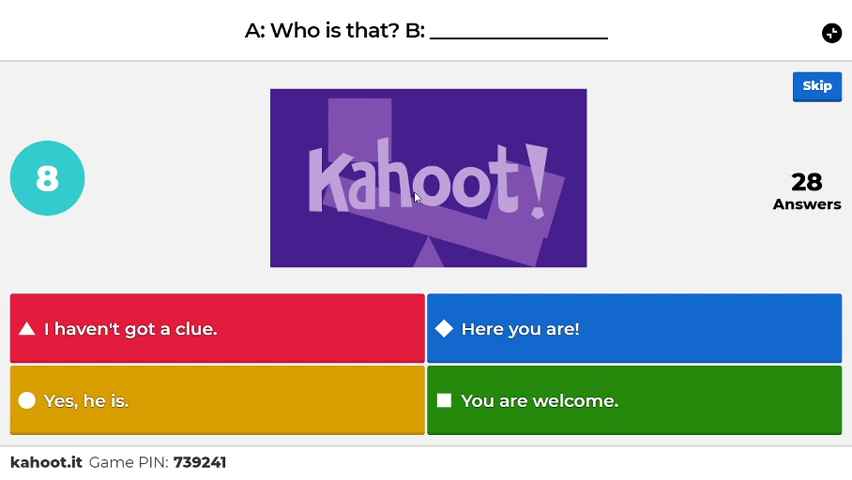 A: Who is that? B: _________________
Skip
8
Kahoot!
28
Answers
I haven't got a clue.
Here you are!
Yes, he is.
You are welcome.
kahoot.it Game PIN: 739241